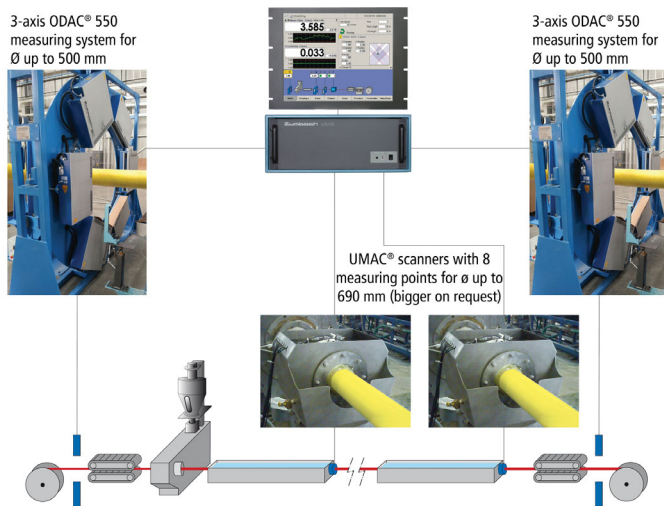 3-axis ODAC® 550
measuring system for
Ø up to 500 mm
3.585
0.033
3-axis ODAC® 550
measuring system for
Ø up to 500 mm
Zumbach
UMAC® scanners with 8
measuring points for ø up to
690 mm (bigger on request)